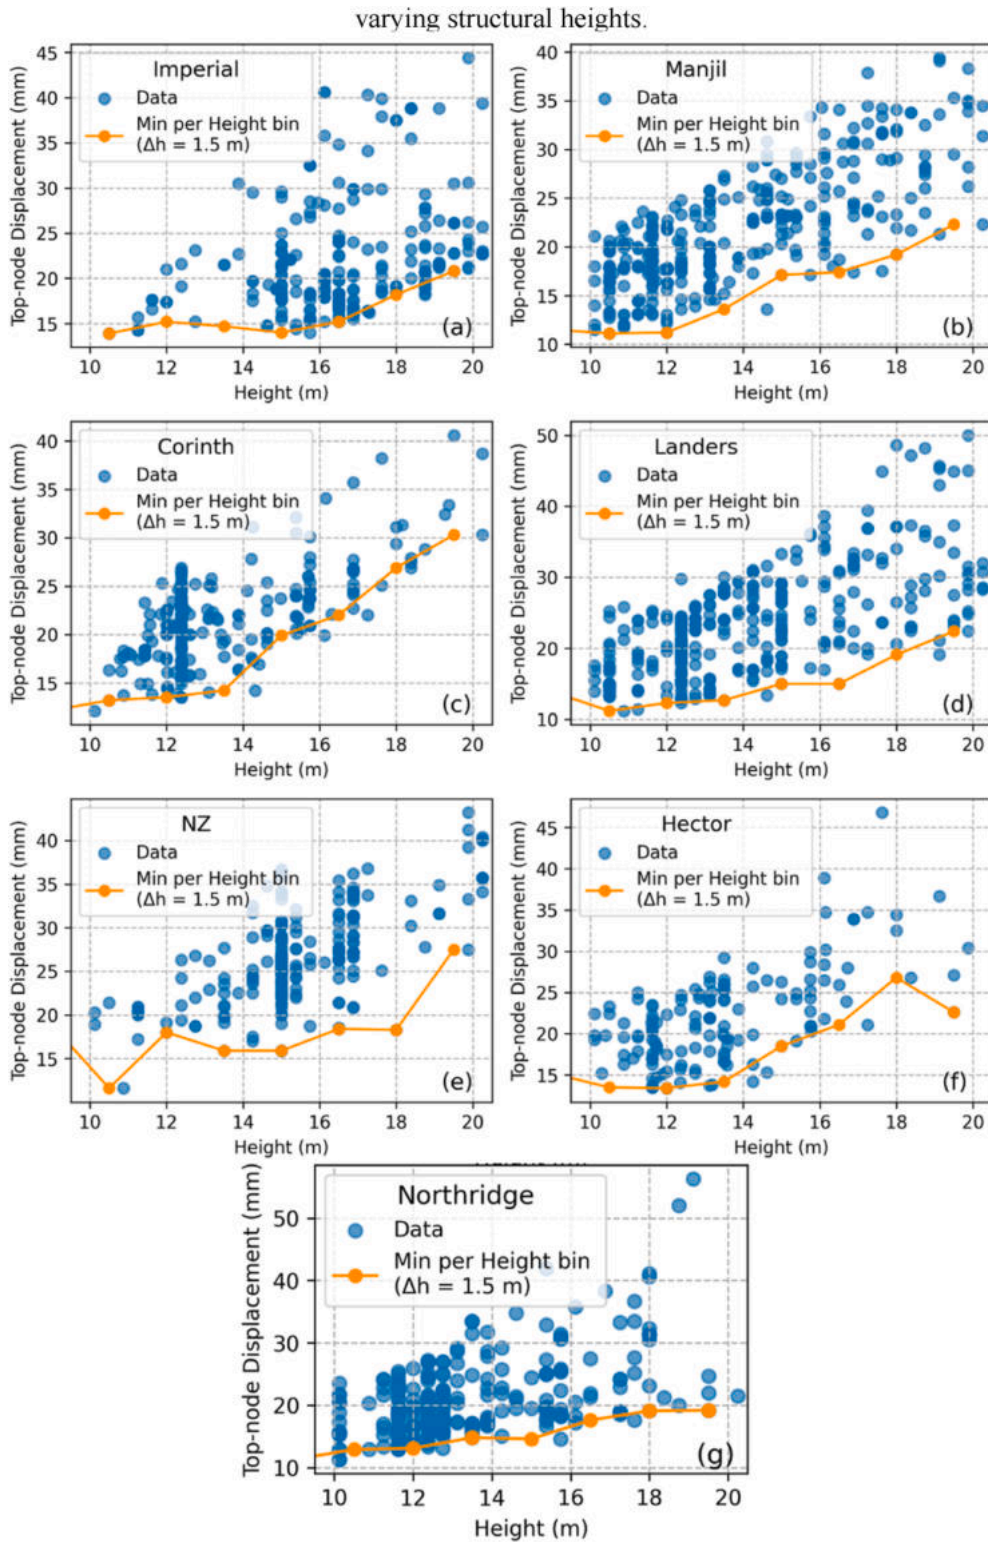 varying structural heights.
Imperial
Data
Min per Height bin
(Δh = 1.5 m)
Top-node Displacement (mm)
45
40
35
30
25
20
15
10 12 14 16 18 20
Height (m)
(a)
Manjil
Data
Min per Height bin
(Δh = 1.5 m)
Top-node Displacement (mm)
40
35
30
25
20
15
10
10 12 14 16 18 20
Height (m)
(b)
Corinth
Data
Min per Height bin
(Δh = 1.5 m)
Top-node Displacement (mm)
40
35
30
25
20
15
10 12 14 16 18 20
Height (m)
(c)
Landers
Data
Min per Height bin
(Δh = 1.5 m)
Top-node Displacement (mm)
50
40
30
20
10
10 12 14 16 18 20
Height (m)
(d)
NZ
Data
Min per Height bin
(Δh = 1.5 m)
Top-node Displacement (mm)
40
35
30
25
20
15
10 12 14 16 18 20
Height (m)
(e)
Hector
Data
Min per Height bin
(Δh = 1.5 m)
Top-node Displacement (mm)
45
40
35
30
25
20
15
10 12 14 16 18 20
Height (m)
(f)
Northridge
Data
Min per Height bin
(Δh = 1.5 m)
Top-node Displacement (mm)
50
40
30
20
10
10 12 14 16 18 20
Height (m)
(g)